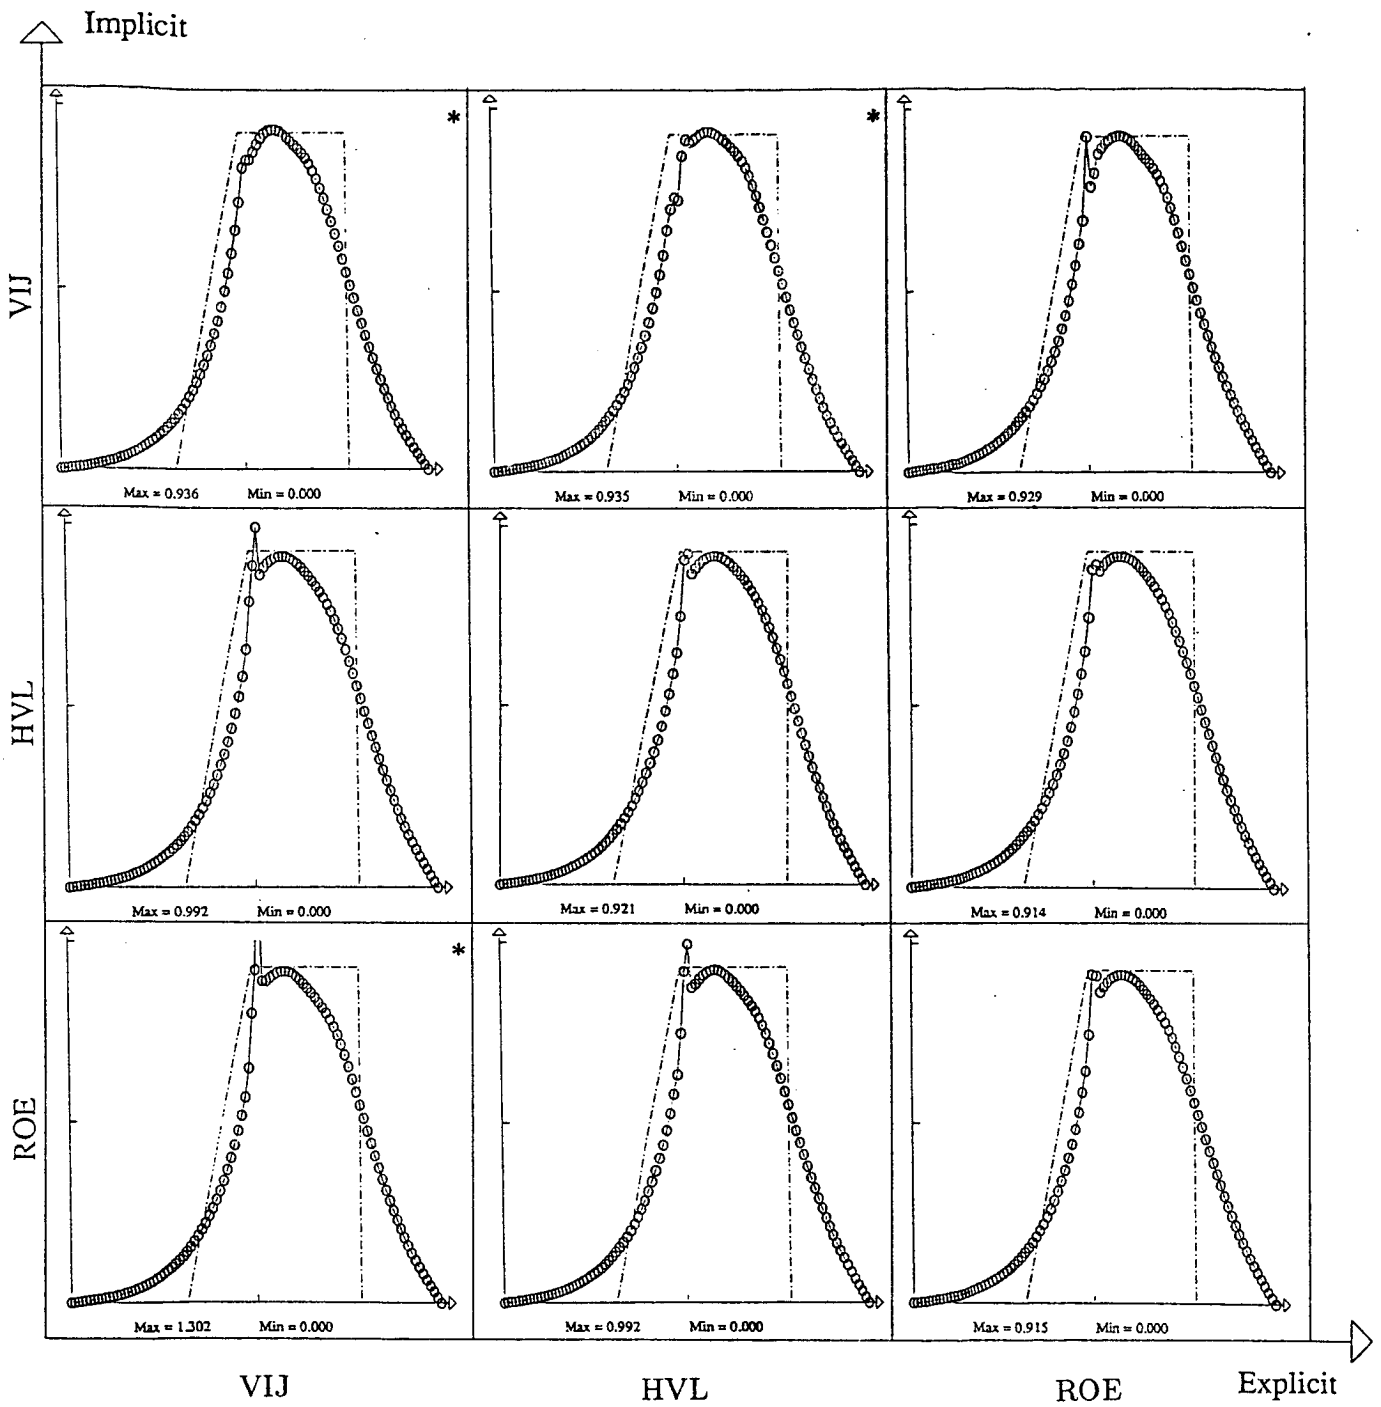 Implicit
*
*
VIJ
Max = 0.936 Min = 0.000
Max = 0.935 Min = 0.000
Max = 0.929 Min = 0.000
HVL
Max = 0.992 Min = 0.000
Max = 0.921 Min = 0.000
Max = 0.914 Min = 0.000
*
ROE
Max = 1.302 Min = 0.000
Max = 0.992 Min = 0.000
Max = 0.915 Min = 0.000
VIJ
HVL
ROE
Explicit